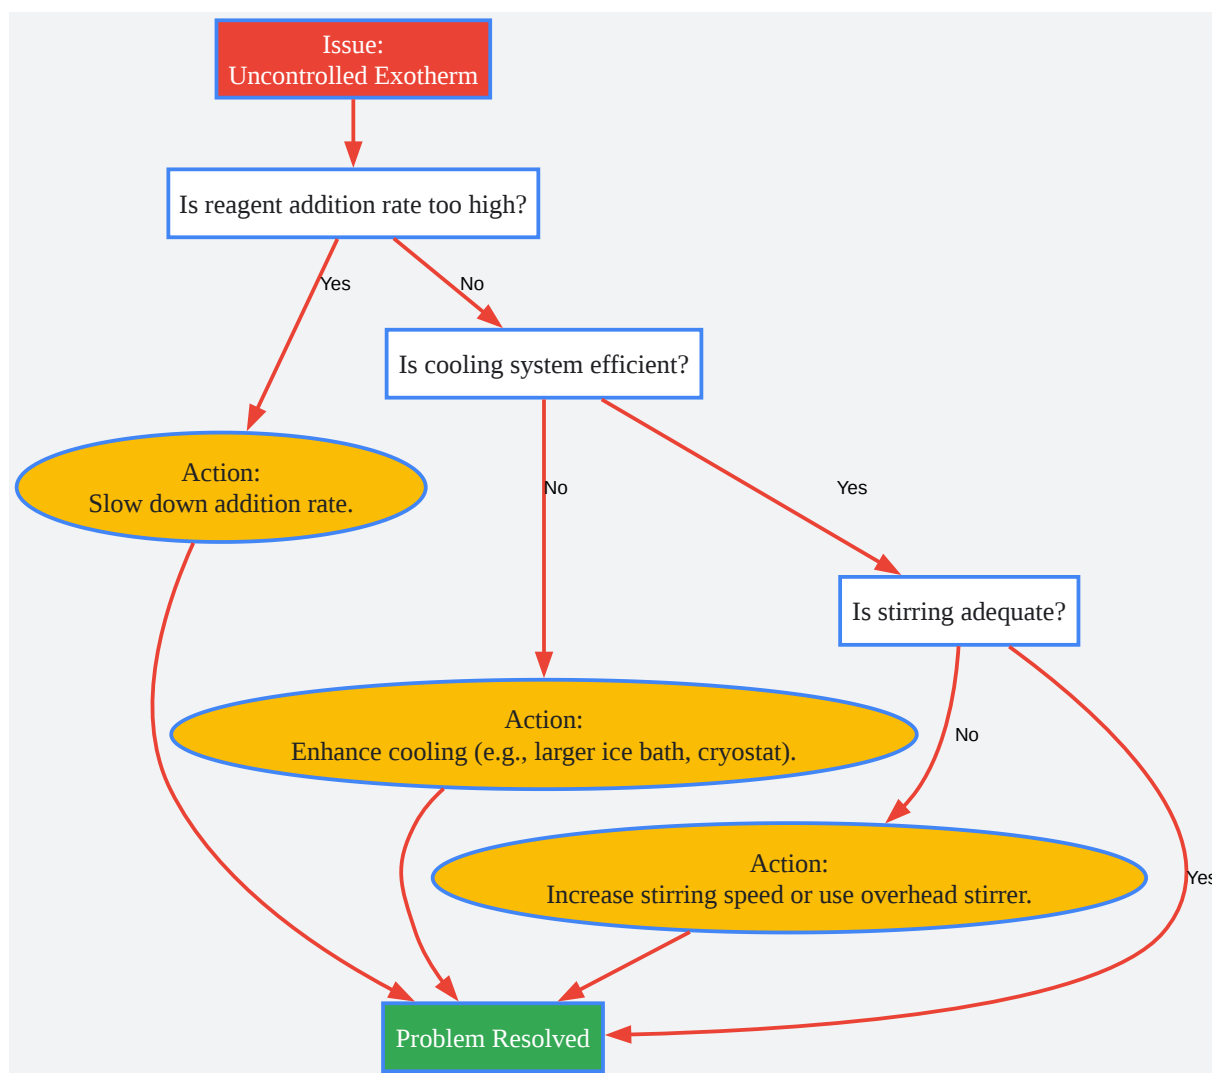 Issue:
Uncontrolled Exotherm
Is reagent addition rate too high?
Yes
No
Is cooling system efficient?
Action:
Slow down addition rate.
No
Yes
Is stirring adequate?
Action:
Enhance cooling (e.g., larger ice bath, cryostat).
No
Action:
Increase stirring speed or use overhead stirrer.
Yes
Problem Resolved